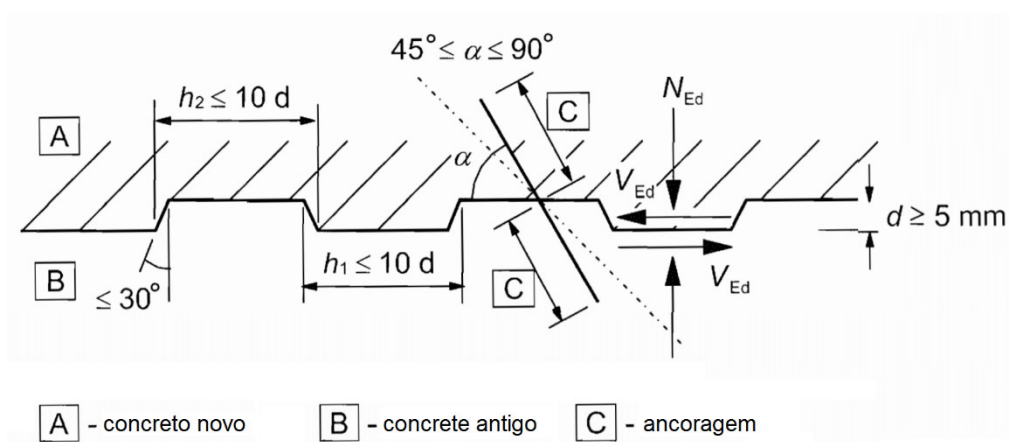 45° ≤ α ≤ 90°
h₂ ≤ 10 d
C
N_Ed
A
α
V_Ed
d ≥ 5 mm
B
h₁ ≤ 10 d
C
V_Ed
≤ 30°
A - concreto novo B - concrete antigo C - ancoragem